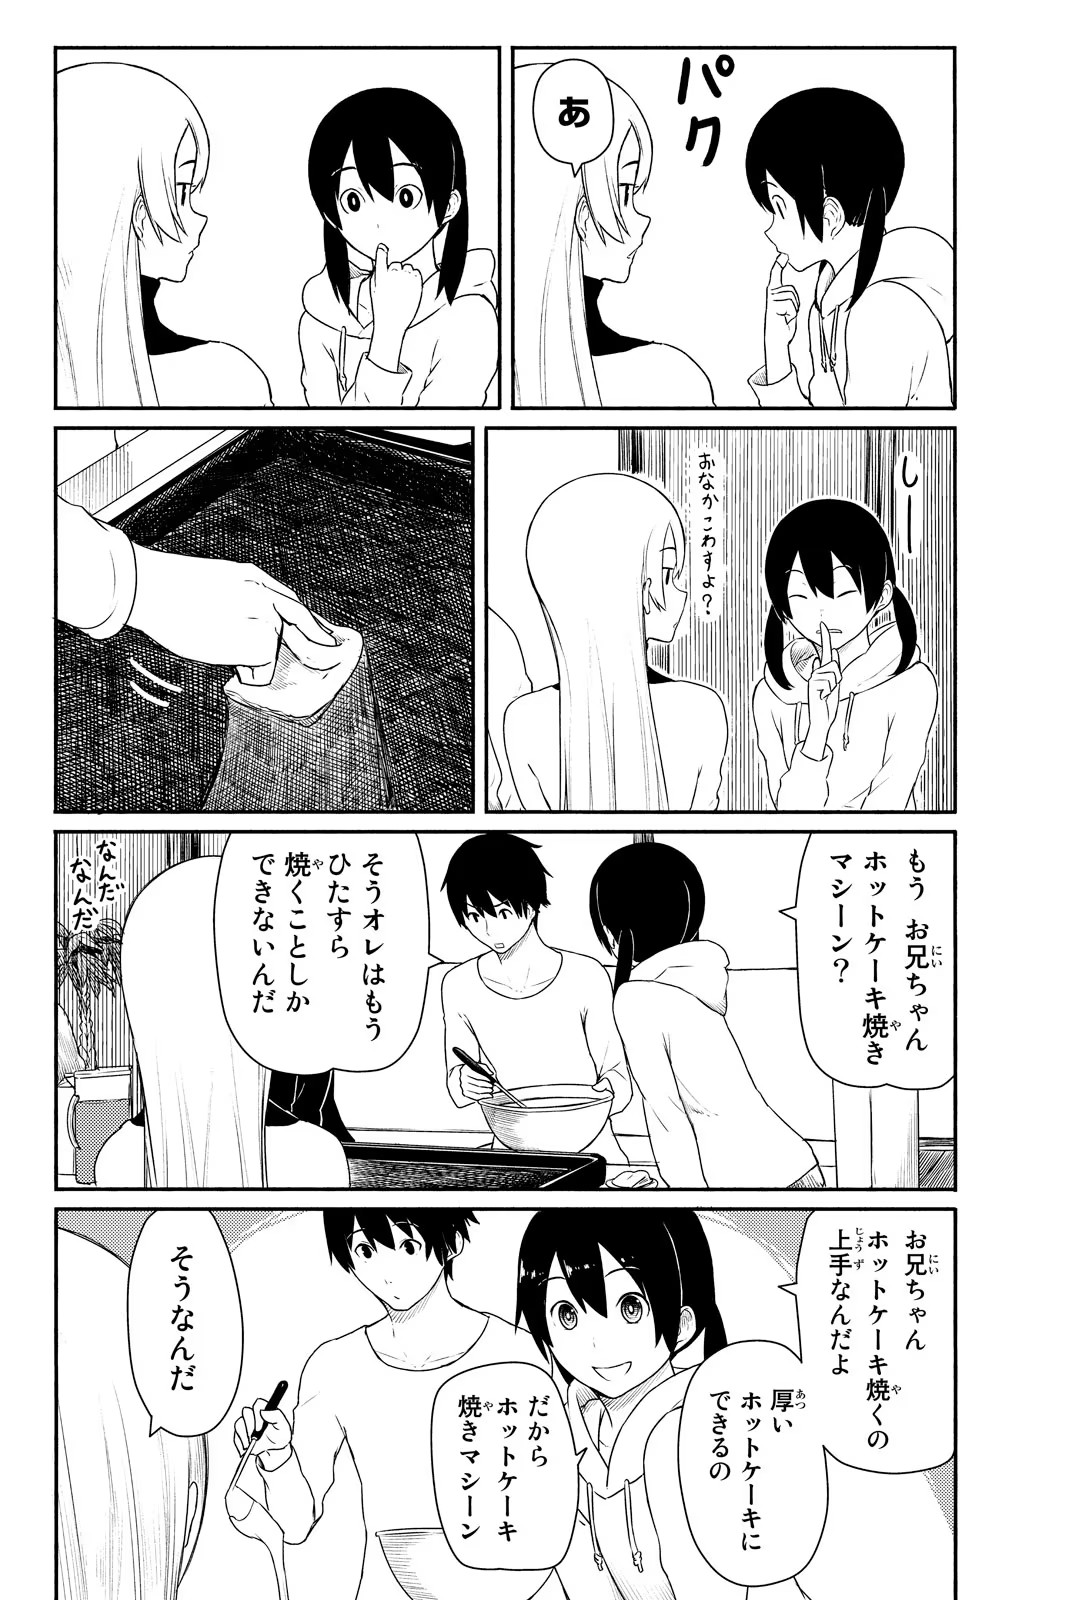 パク
あ
しー
おなかこわすよ？
もう お兄ちゃん
ホットケーキ焼き
マシーン？
そうオレはもう
ひたすら
焼くことしか
できないんだ
なんだ
なんだ
お兄ちゃん
ホットケーキ焼くの
上手なんだよ
厚い
ホットケーキに
できるの
だから
ホットケーキ
焼きマシーン
そうなんだ